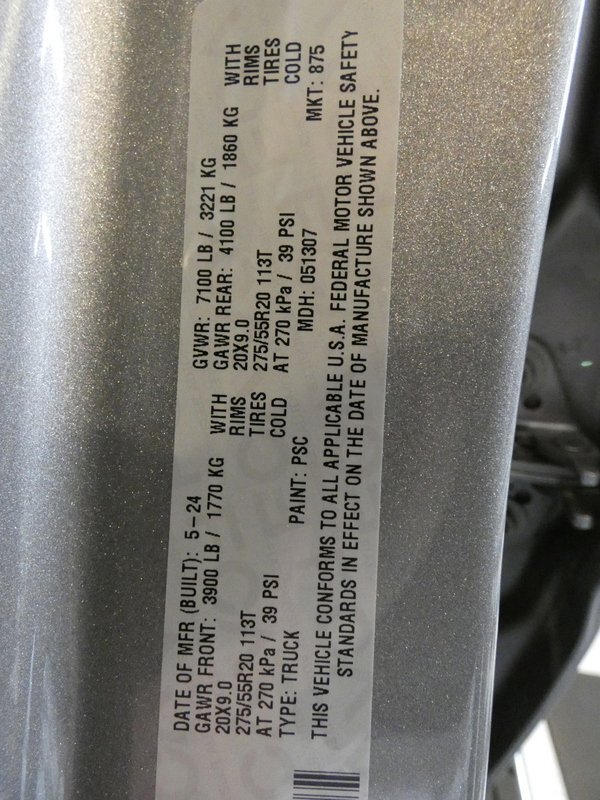 DATE OF MFR (BUILT): 5-24 GVWR: 7100 LB / 3221 KG
GAWR FRONT: 3900 LB / 1770 KG WITH GAWR REAR: 4100 LB / 1860 KG WITH
20X9.0 RIMS 20X9.0 RIMS
275/55R20 113T TIRES 275/55R20 113T TIRES
AT 270 kPa / 39 PSI COLD AT 270 kPa / 39 PSI COLD
TYPE: TRUCK PAINT: PSC MDH: 051307 MKT: 875
THIS VEHICLE CONFORMS TO ALL APPLICABLE U.S.A. FEDERAL MOTOR VEHICLE SAFETY
STANDARDS IN EFFECT ON THE DATE OF MANUFACTURE SHOWN ABOVE.